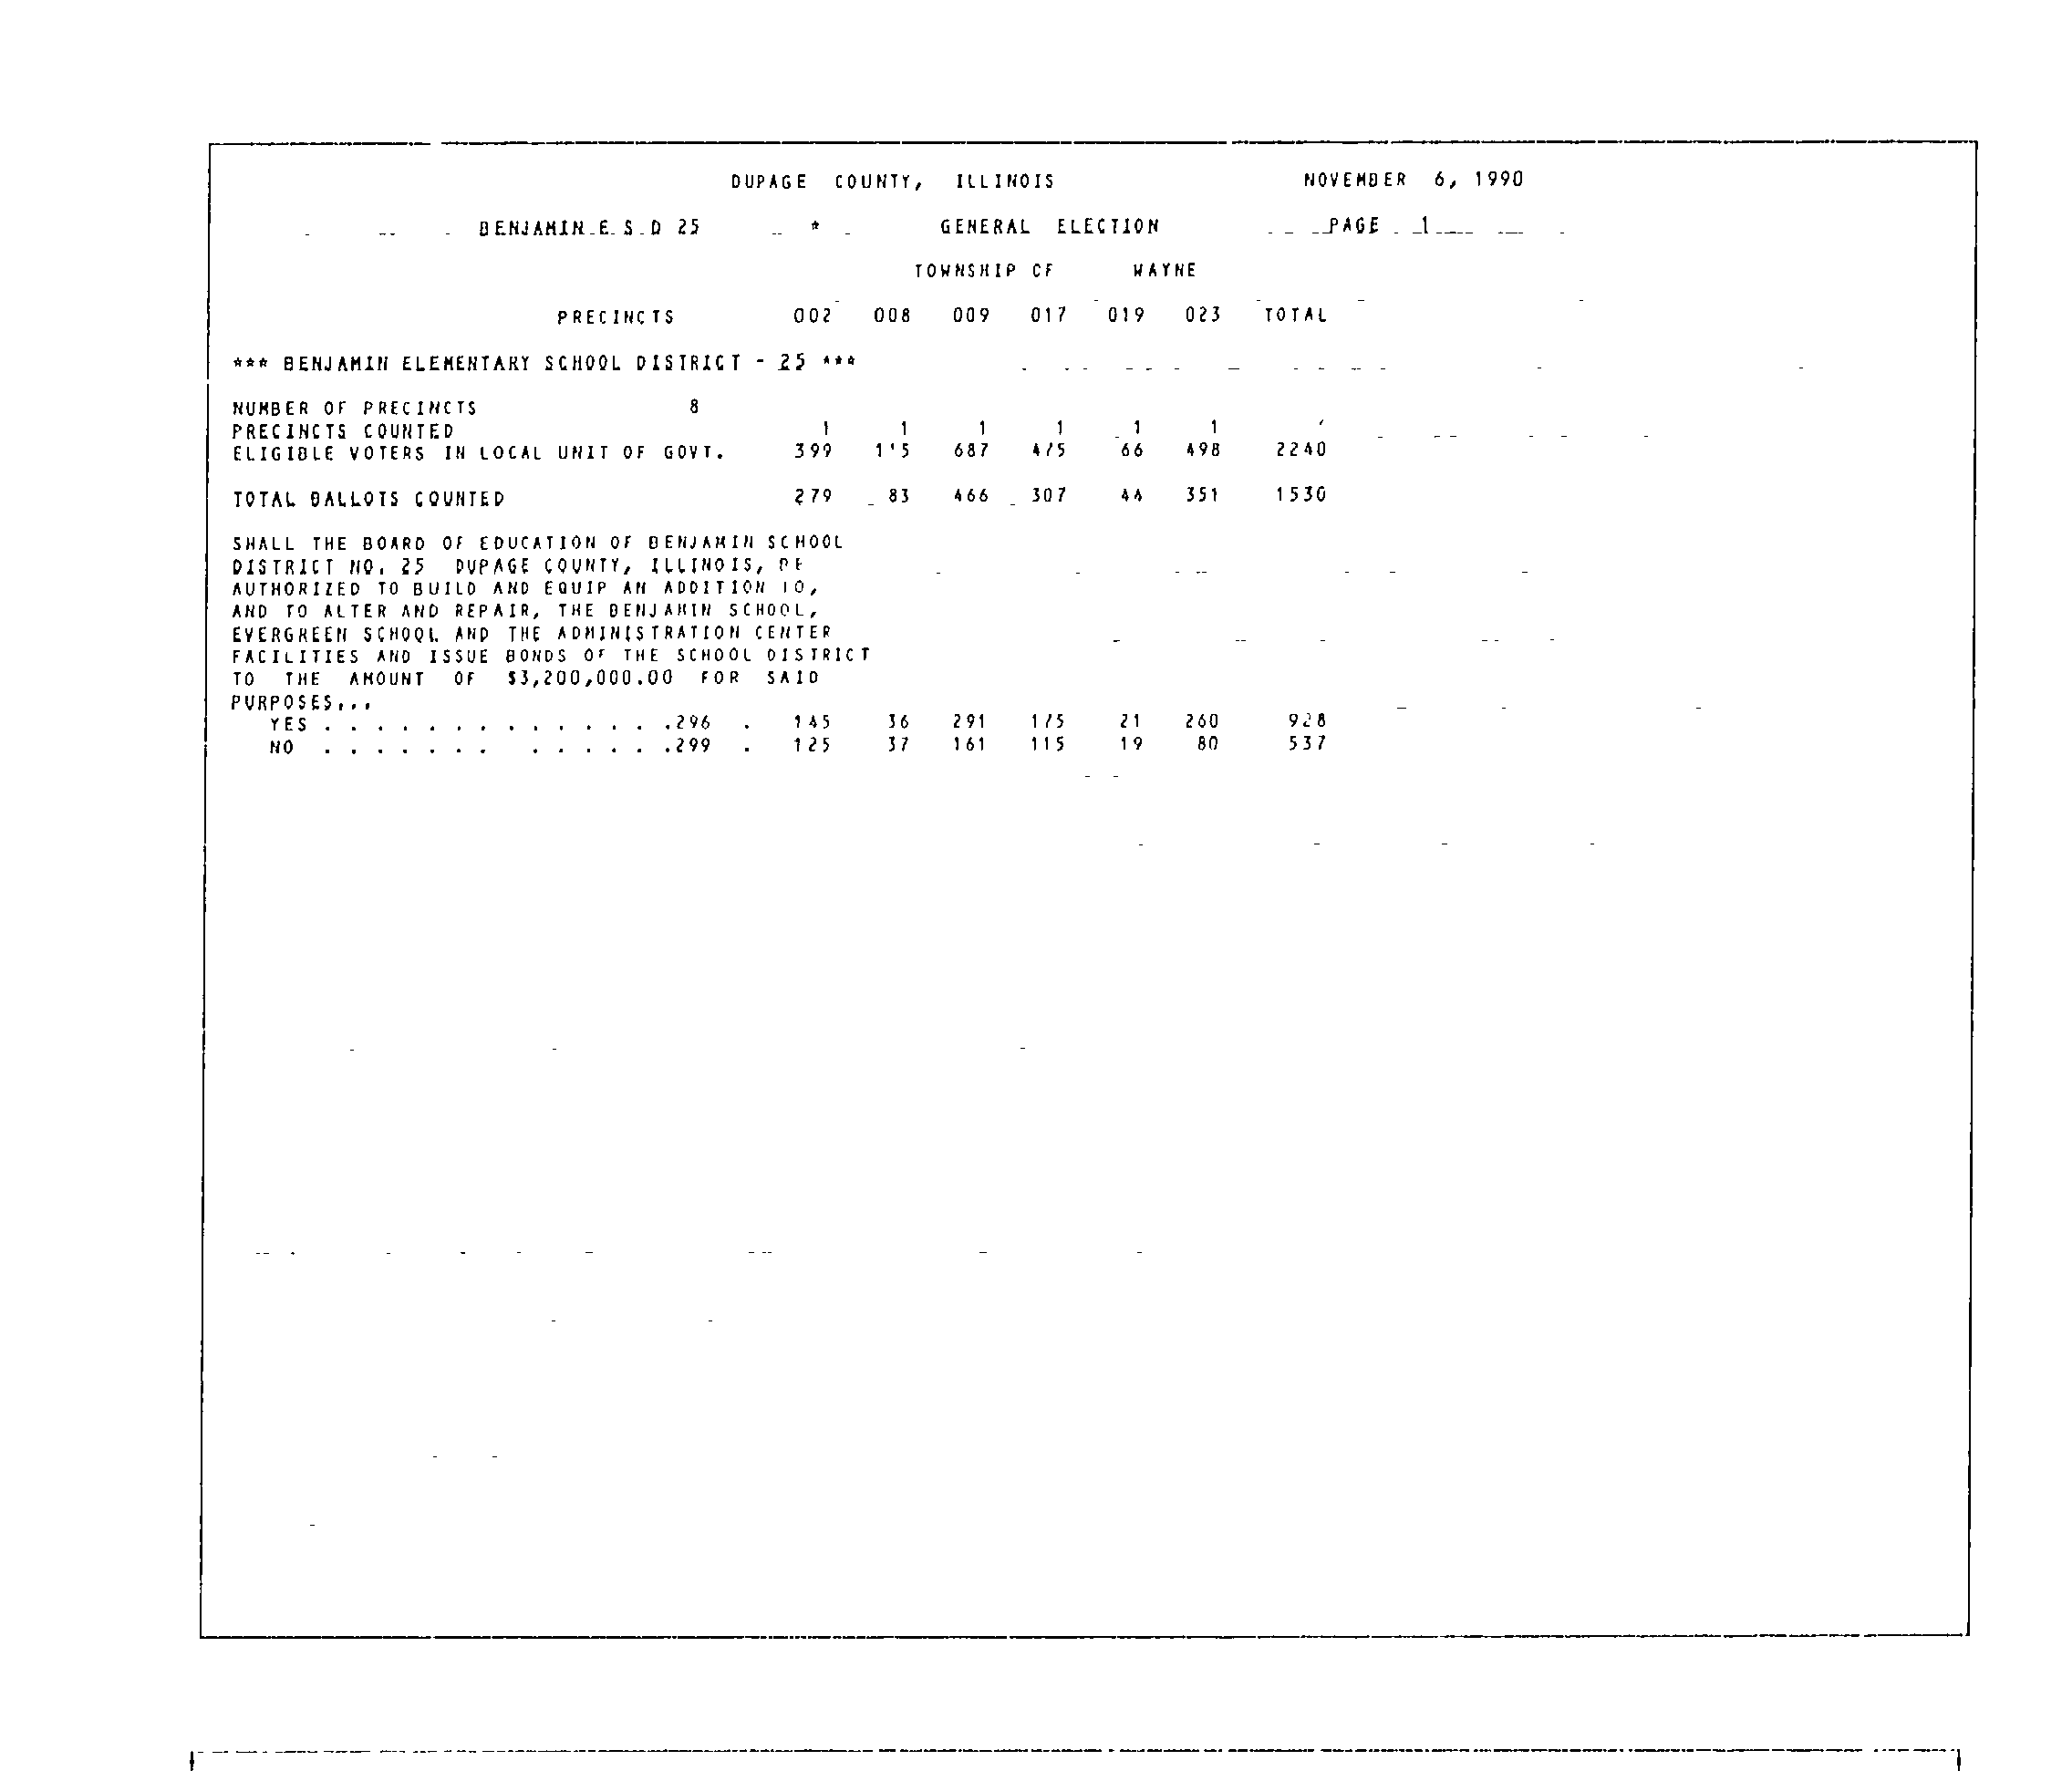 DUPAGE COUNTY, ILLINOIS NOVEMBER 6, 1990
BENJAMIN E S D 25 * GENERAL ELECTION PAGE 1
TOWNSHIP OF WAYNE
PRECINCTS 002 008 009 017 019 023 TOTAL
*** BENJAMIN ELEMENTARY SCHOOL DISTRICT - 25 ***
NUMBER OF PRECINCTS 8
PRECINCTS COUNTED 1 1 1 1 1 1
ELIGIBLE VOTERS IN LOCAL UNIT OF GOVT. 399 115 687 475 66 498 2240
TOTAL BALLOTS COUNTED 279 83 466 307 44 351 1530
SHALL THE BOARD OF EDUCATION OF BENJAMIN SCHOOL
DISTRICT NO. 25 DUPAGE COUNTY, ILLINOIS, BE
AUTHORIZED TO BUILD AND EQUIP AN ADDITION TO,
AND TO ALTER AND REPAIR, THE BENJAMIN SCHOOL,
EVERGREEN SCHOOL AND THE ADMINISTRATION CENTER
FACILITIES AND ISSUE BONDS OF THE SCHOOL DISTRICT
TO THE AMOUNT OF $3,200,000.00 FOR SAID
PURPOSES...
YES . . . . . . . . . . . . . .296 . 145 36 291 175 21 260 928
NO . . . . . . . . . . . . .299 . 125 37 161 115 19 80 537